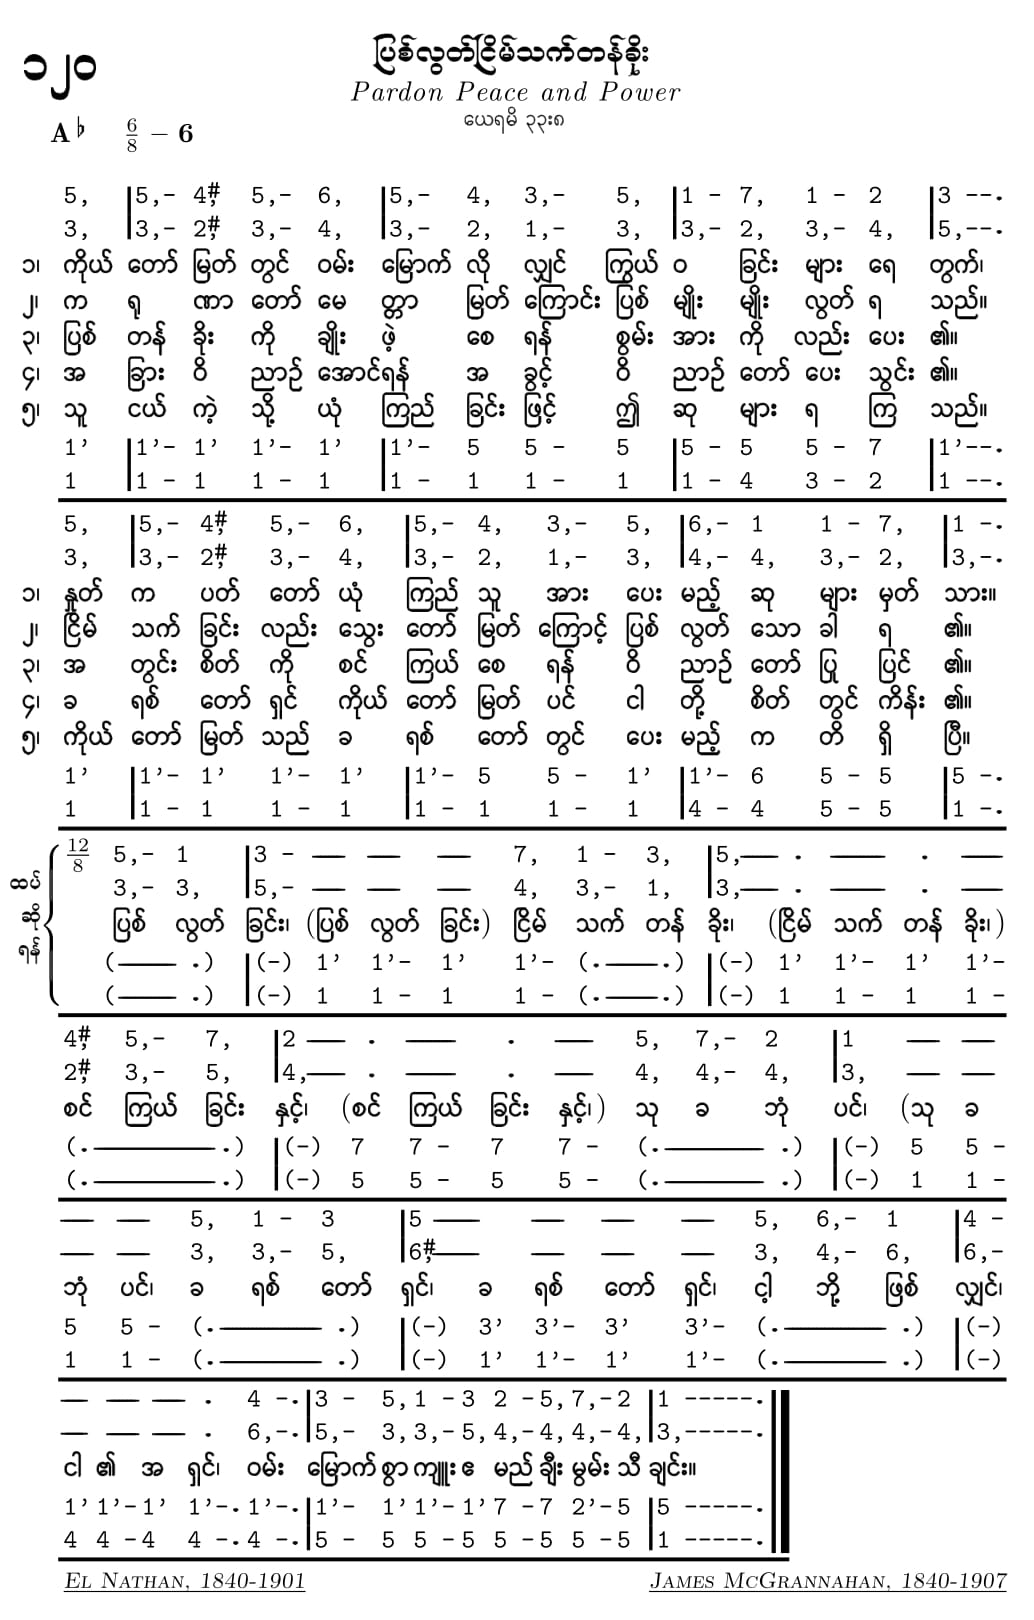 ၁၂၀
ပြစ်လွတ်ငြိမ်သက်တန်ခိုး
Pardon Peace and Power
ယေရမိ ၃၃း၈
A♭ 6/8 – 6
5, |5,- 4#, 5,- 6, |5,- 4, 3,- 5, |1 - 7, 1 - 2 |3 --.
3, |3,- 2#, 3,- 4, |3,- 2, 1,- 3, |3,- 2, 3,- 4, |5,--.
၁၊ ကိုယ် တော် မြတ် တွင် ဝမ်း မြောက် လို လျှင် ကြွယ် ဝ ခြင်း များ ရေ တွက်၊
၂၊ က ရု ဏာ တော် မေ တ္တာ မြတ် ကြောင်း ပြစ် မျိုး မျိုး လွတ် ရ သည်။
၃၊ ပြစ် တန် ခိုး ကို ချိုး ဖဲ့ စေ ရန် စွမ်း အား ကို လည်း ပေး ၏။
၄၊ အ ခြား ဝိ ညာဉ် အောင်ရန် အ ခွင့် ဝိ ညာဉ် တော် ပေး သွင်း ၏။
၅၊ သူ ငယ် ကဲ့ သို့ ယုံ ကြည် ခြင်း ဖြင့် ဤ ဆု များ ရ ကြ သည်။
1’ |1’- 1’ 1’- 1’ |1’- 5 5 - 5 |5 - 5 5 - 7 |1’--.
1 |1 - 1 1 - 1 |1 - 1 1 - 1 |1 - 4 3 - 2 |1 --.
5, |5,- 4#, 5,- 6, |5,- 4, 3,- 5, |6,- 1 1 - 7, |1 -.
3, |3,- 2#, 3,- 4, |3,- 2, 1,- 3, |4,- 4, 3,- 2, |3,-.
၁၊ နှုတ် က ပတ် တော် ယုံ ကြည် သူ အား ပေး မည့် ဆု များ မှတ် သား။
၂၊ ငြိမ် သက် ခြင်း လည်း သွေး တော် မြတ် ကြောင့် ပြစ် လွတ် သော ခါ ရ ၏။
၃၊ အ တွင်း စိတ် ကို စင် ကြယ် စေ ရန် ဝိ ညာဉ် တော် ပြု ပြင် ၏။
၄၊ ခ ရစ် တော် ရှင် ကိုယ် တော် မြတ် ပင် ငါ တို့ စိတ် တွင် ကိန်း ၏။
၅၊ ကိုယ် တော် မြတ် သည် ခ ရစ် တော် တွင် ပေး မည့် က တိ ရှိ ပြီ။
1’ |1’- 1’ 1’- 1’ |1’- 5 5 - 1’ |1’- 6 5 - 5 |5 -.
1 |1 - 1 1 - 1 |1 - 1 1 - 1 |4 - 4 5 - 5 |1 -.
12/8 5,- 1 |3 - — — — 7, 1 - 3, |5,— . — . —
3,- 3, |5,- — — — 4, 3,- 1, |3,— . — . —
ထပ် ဆို ရန် ပြစ် လွတ် ခြင်း၊ (ပြစ် လွတ် ခြင်း) ငြိမ် သက် တန် ခိုး၊ (ငြိမ် သက် တန် ခိုး၊)
(— .) |(-) 1’ 1’- 1’ 1’- (.—.) |(-) 1’ 1’- 1’ 1’-
(— .) |(-) 1 1 - 1 1 - (.—.) |(-) 1 1 - 1 1 -
4#, 5,- 7, |2 — . — . — 5, 7,- 2 |1 — —
2#, 3,- 5, |4,— . — . — 4, 4,- 4, |3, — —
စင် ကြယ် ခြင်း နှင့်၊ (စင် ကြယ် ခြင်း နှင့်၊) သု ခ ဘုံ ပင်၊ (သု ခ
(.—.) |(-) 7 7 - 7 7 - (.— .) |(-) 5 5 -
(.—.) |(-) 5 5 - 5 5 - (.— .) |(-) 1 1 -
— — 5, 1 - 3 |5 — — — — 5, 6,- 1 |4 -
— — 3, 3,- 5, |6#,— — — — 3, 4,- 6, |6,-
ဘုံ ပင်၊ ခ ရစ် တော် ရှင်၊ ခ ရစ် တော် ရှင်၊ ငါ့ ဘို့ ဖြစ် လျှင်၊
5 5 - (.— .) |(-) 3’ 3’- 3’ 3’- (.— .) |(-)
1 1 - (.— .) |(-) 1’ 1’- 1’ 1’- (.— .) |(-)
— — — . 4 -.|3 - 5,1 -3 2 -5,7,-2 |1 -----.
— — — . 6,-.|5,- 3,3,-5,4,-4,4,-4,|3,-----.
ငါ ၏ အ ရှင်၊ ဝမ်း မြောက် စွာ ကျူး ဧ မည် ချီး မွမ်း သီ ချင်း။
1’ 1’-1’ 1’-.1’-.|1’- 1’1’-1’7 -7 2’-5 |5 -----.
4 4 -4 4 -.4 -.|5 - 5 5 -5 5 -5 5 -5 |1 -----.
El Nathan, 1840-1901
James McGrannahan, 1840-1907